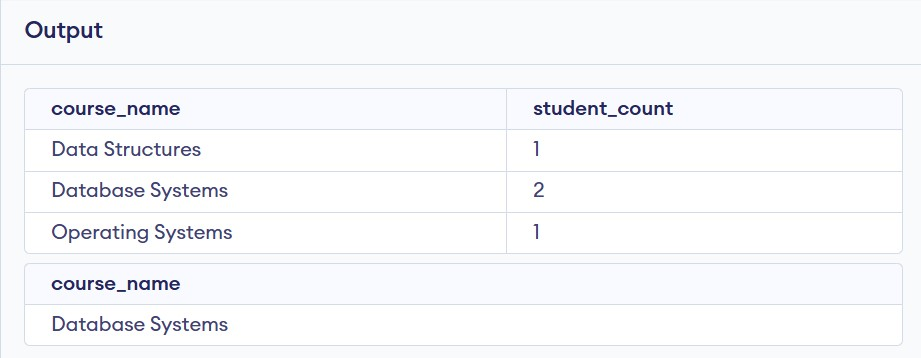 Output
course_name student_count
Data Structures 1
Database Systems 2
Operating Systems 1
course_name
Database Systems